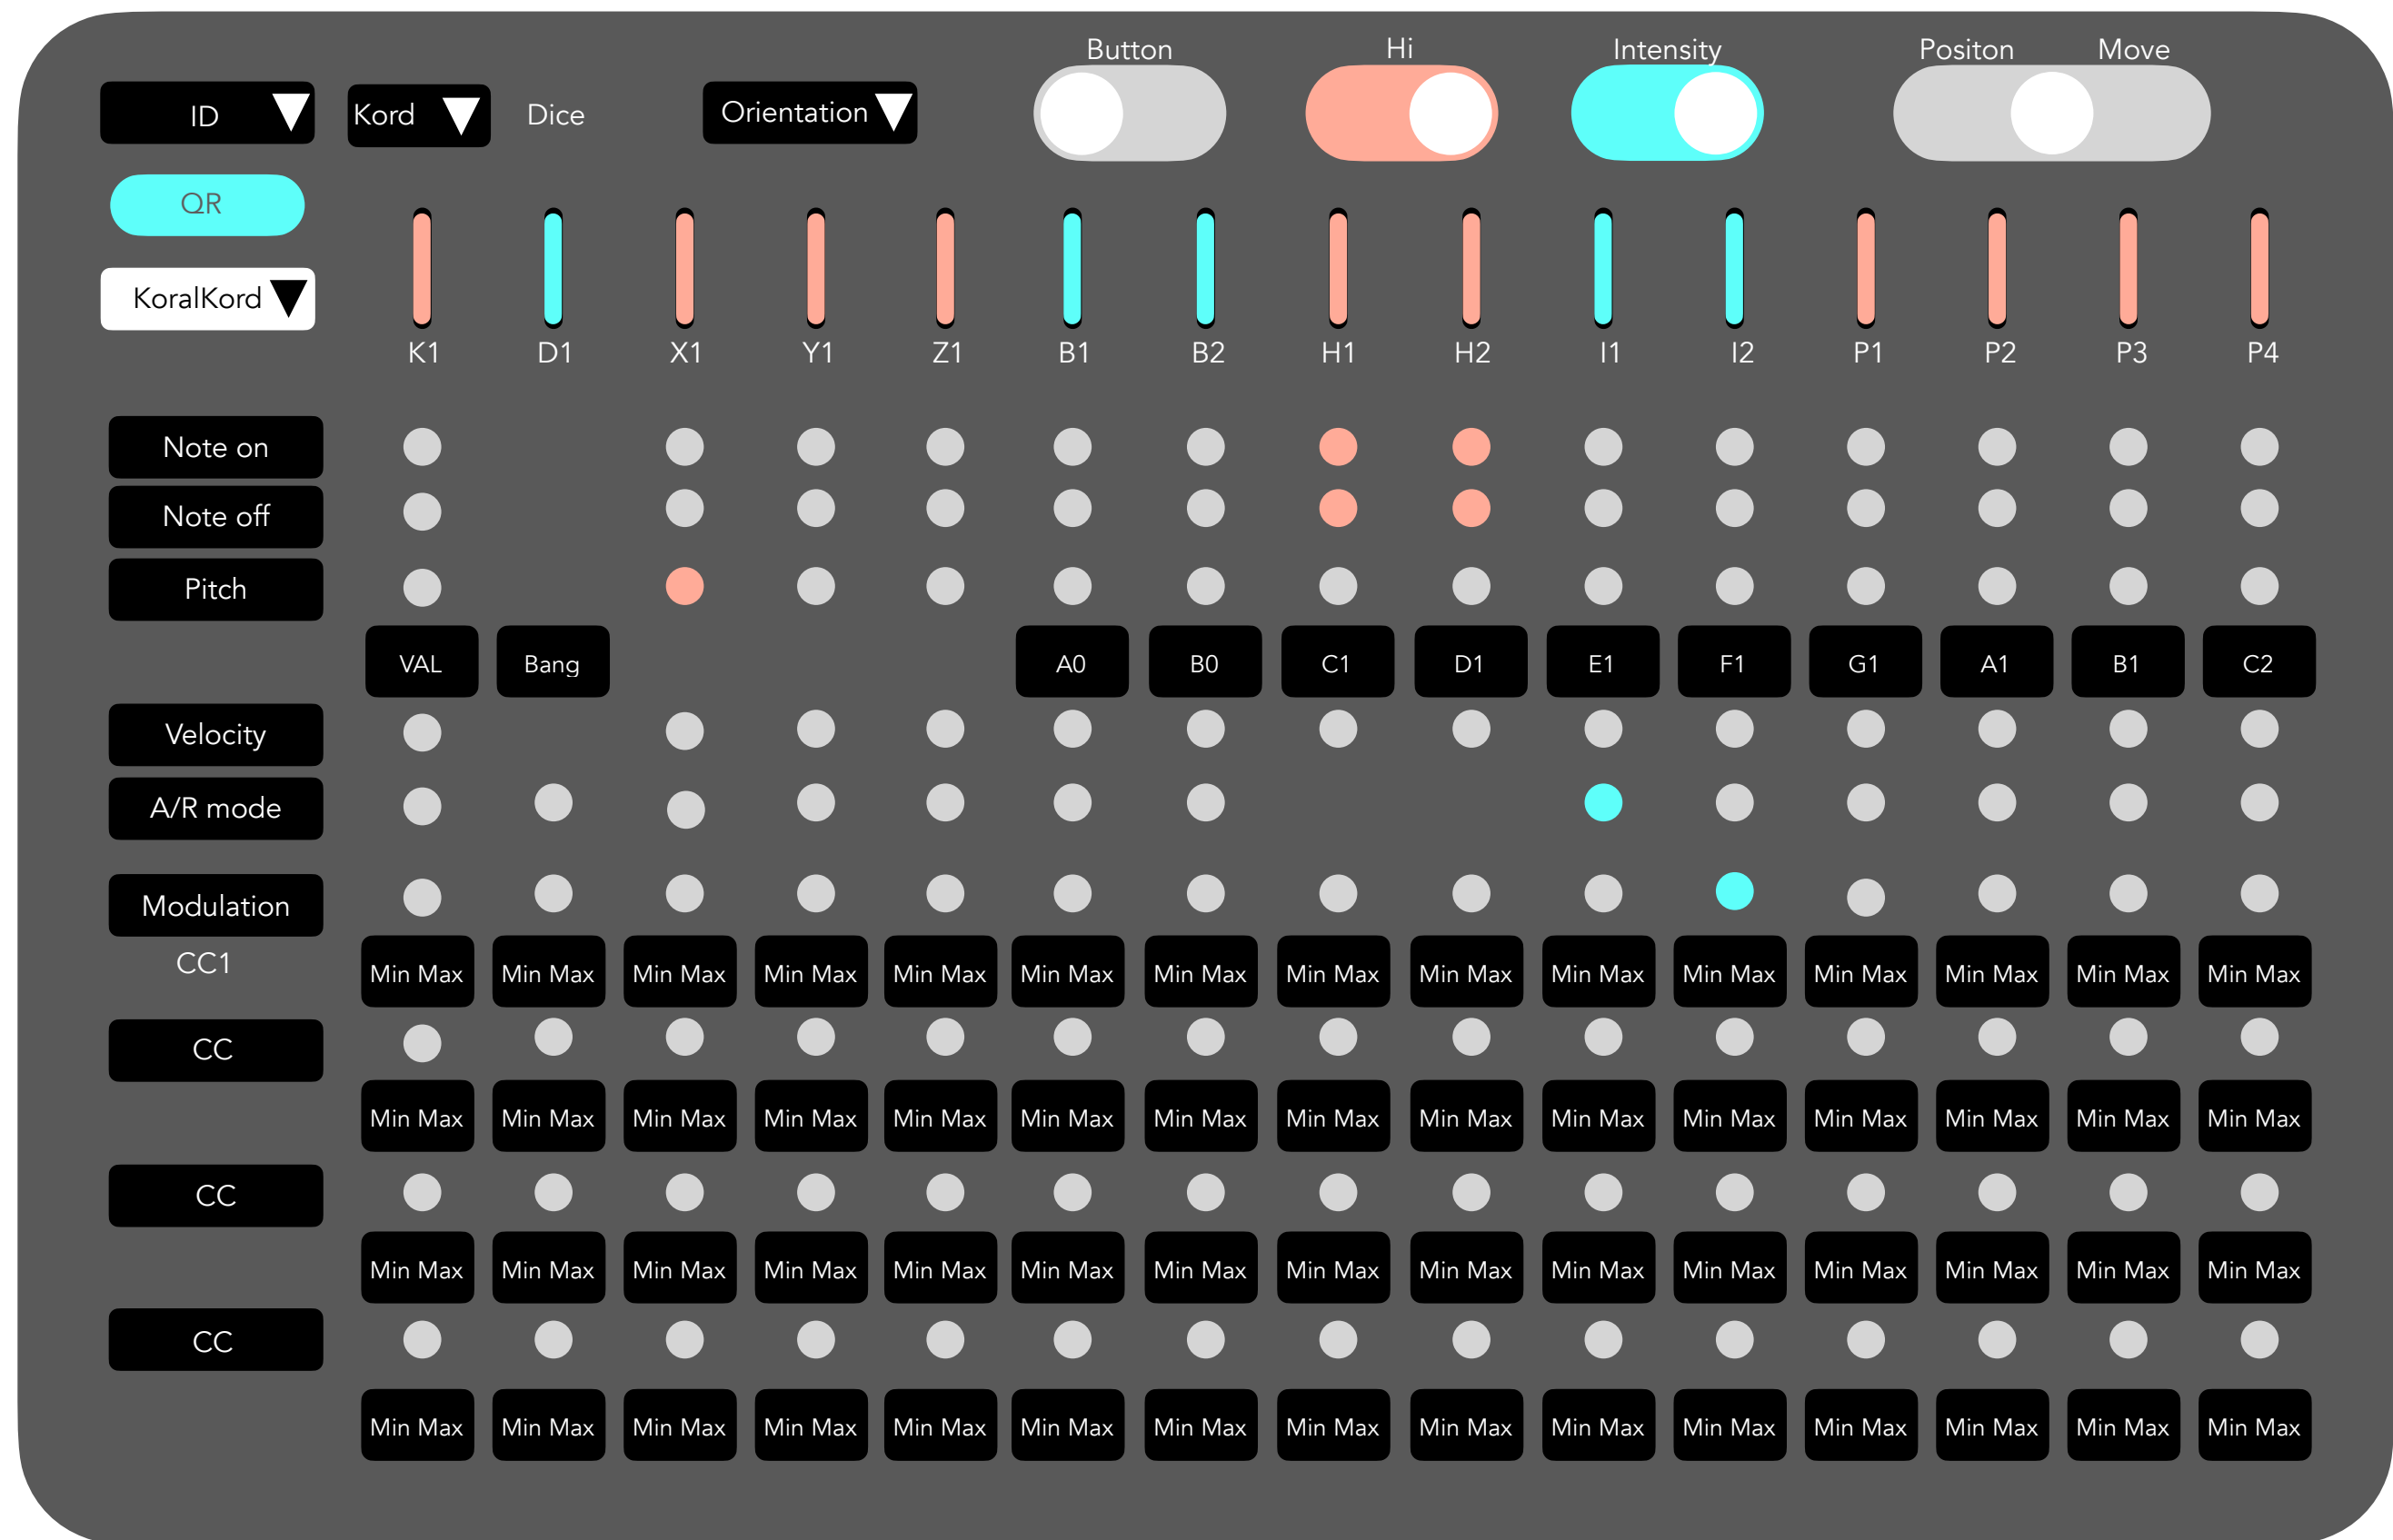 Button Hi Intensity Positon Move
ID Kord Dice Orientation
QR
KoralKord
K1 D1 X1 Y1 Z1 B1 B2 H1 H2 I1 I2 P1 P2 P3 P4
Note on
Note off
Pitch
VAL Bang A0 B0 C1 D1 E1 F1 G1 A1 B1 C2
Velocity
A/R mode
Modulation
CC1 Min Max Min Max Min Max Min Max Min Max Min Max Min Max Min Max Min Max Min Max Min Max Min Max Min Max Min Max Min Max
CC
Min Max Min Max Min Max Min Max Min Max Min Max Min Max Min Max Min Max Min Max Min Max Min Max Min Max Min Max Min Max
CC
Min Max Min Max Min Max Min Max Min Max Min Max Min Max Min Max Min Max Min Max Min Max Min Max Min Max Min Max Min Max
CC
Min Max Min Max Min Max Min Max Min Max Min Max Min Max Min Max Min Max Min Max Min Max Min Max Min Max Min Max Min Max